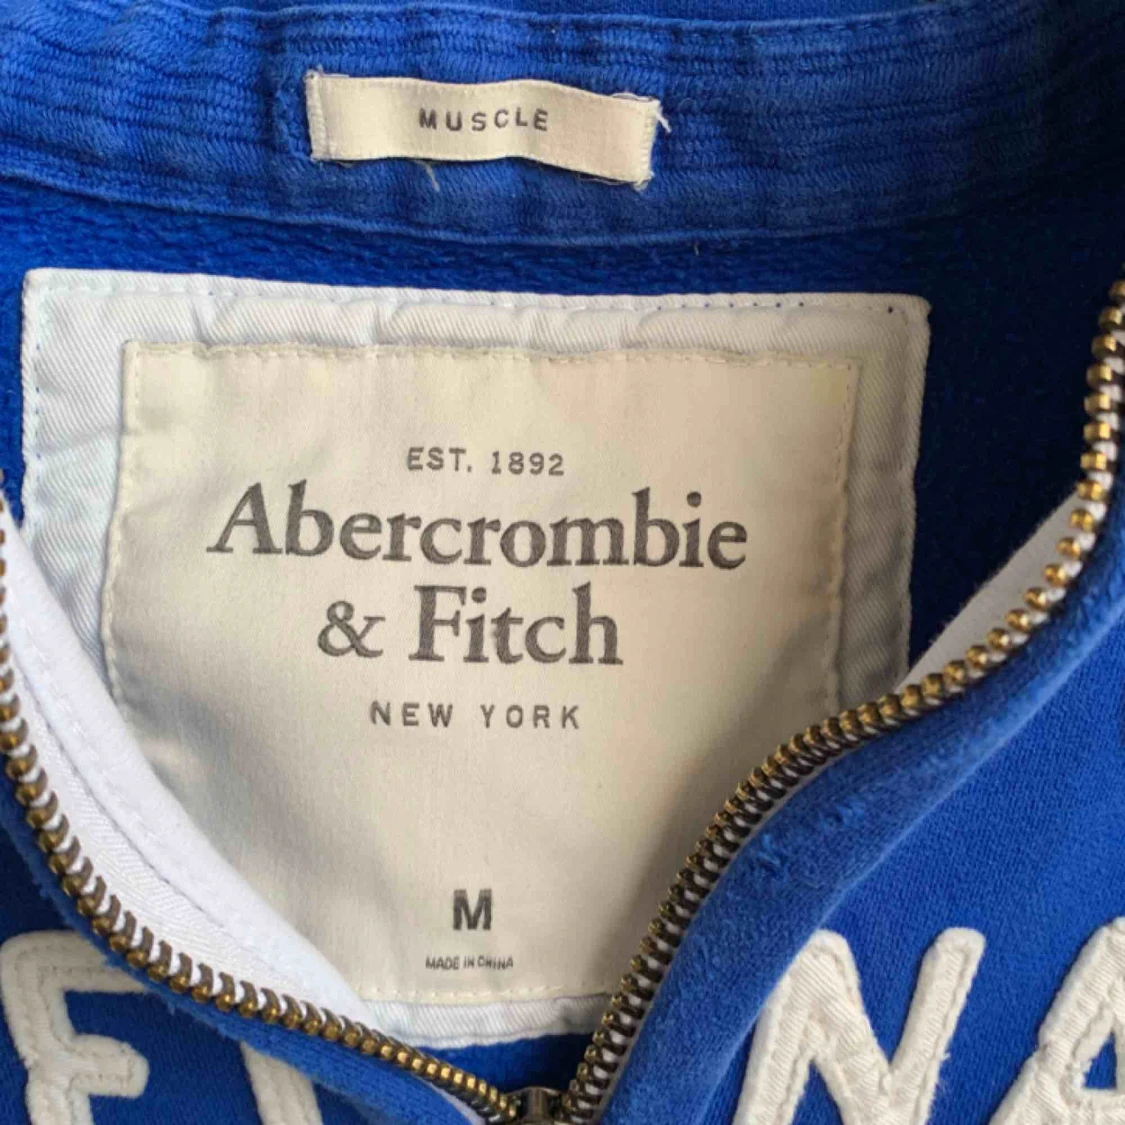 MUSCLE
EST. 1892
Abercrombie
& Fitch
NEW YORK
M
MADE IN CHINA